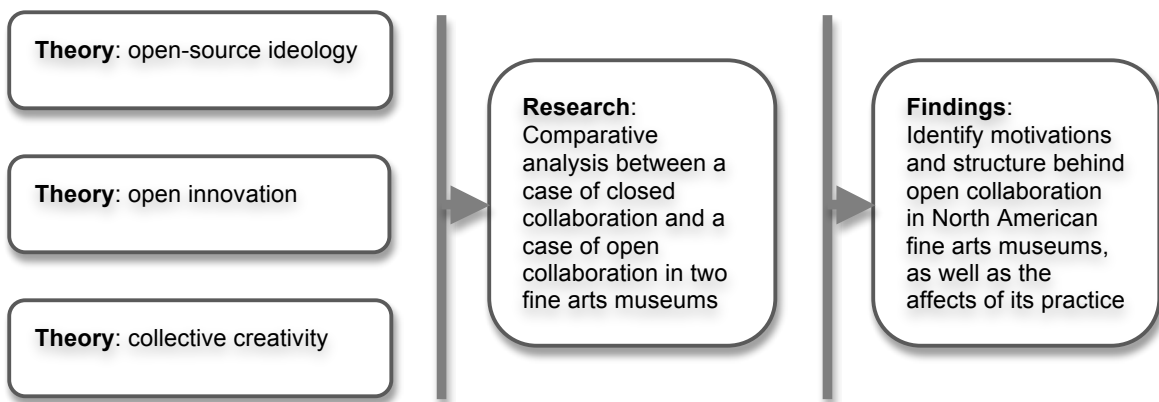 Theory: open-source ideology
Theory: open innovation
Theory: collective creativity
Research:
Comparative
analysis between a
case of closed
collaboration and a
case of open
collaboration in two
fine arts museums
Findings:
Identify motivations
and structure behind
open collaboration
in North American
fine arts museums,
as well as the
affects of its practice